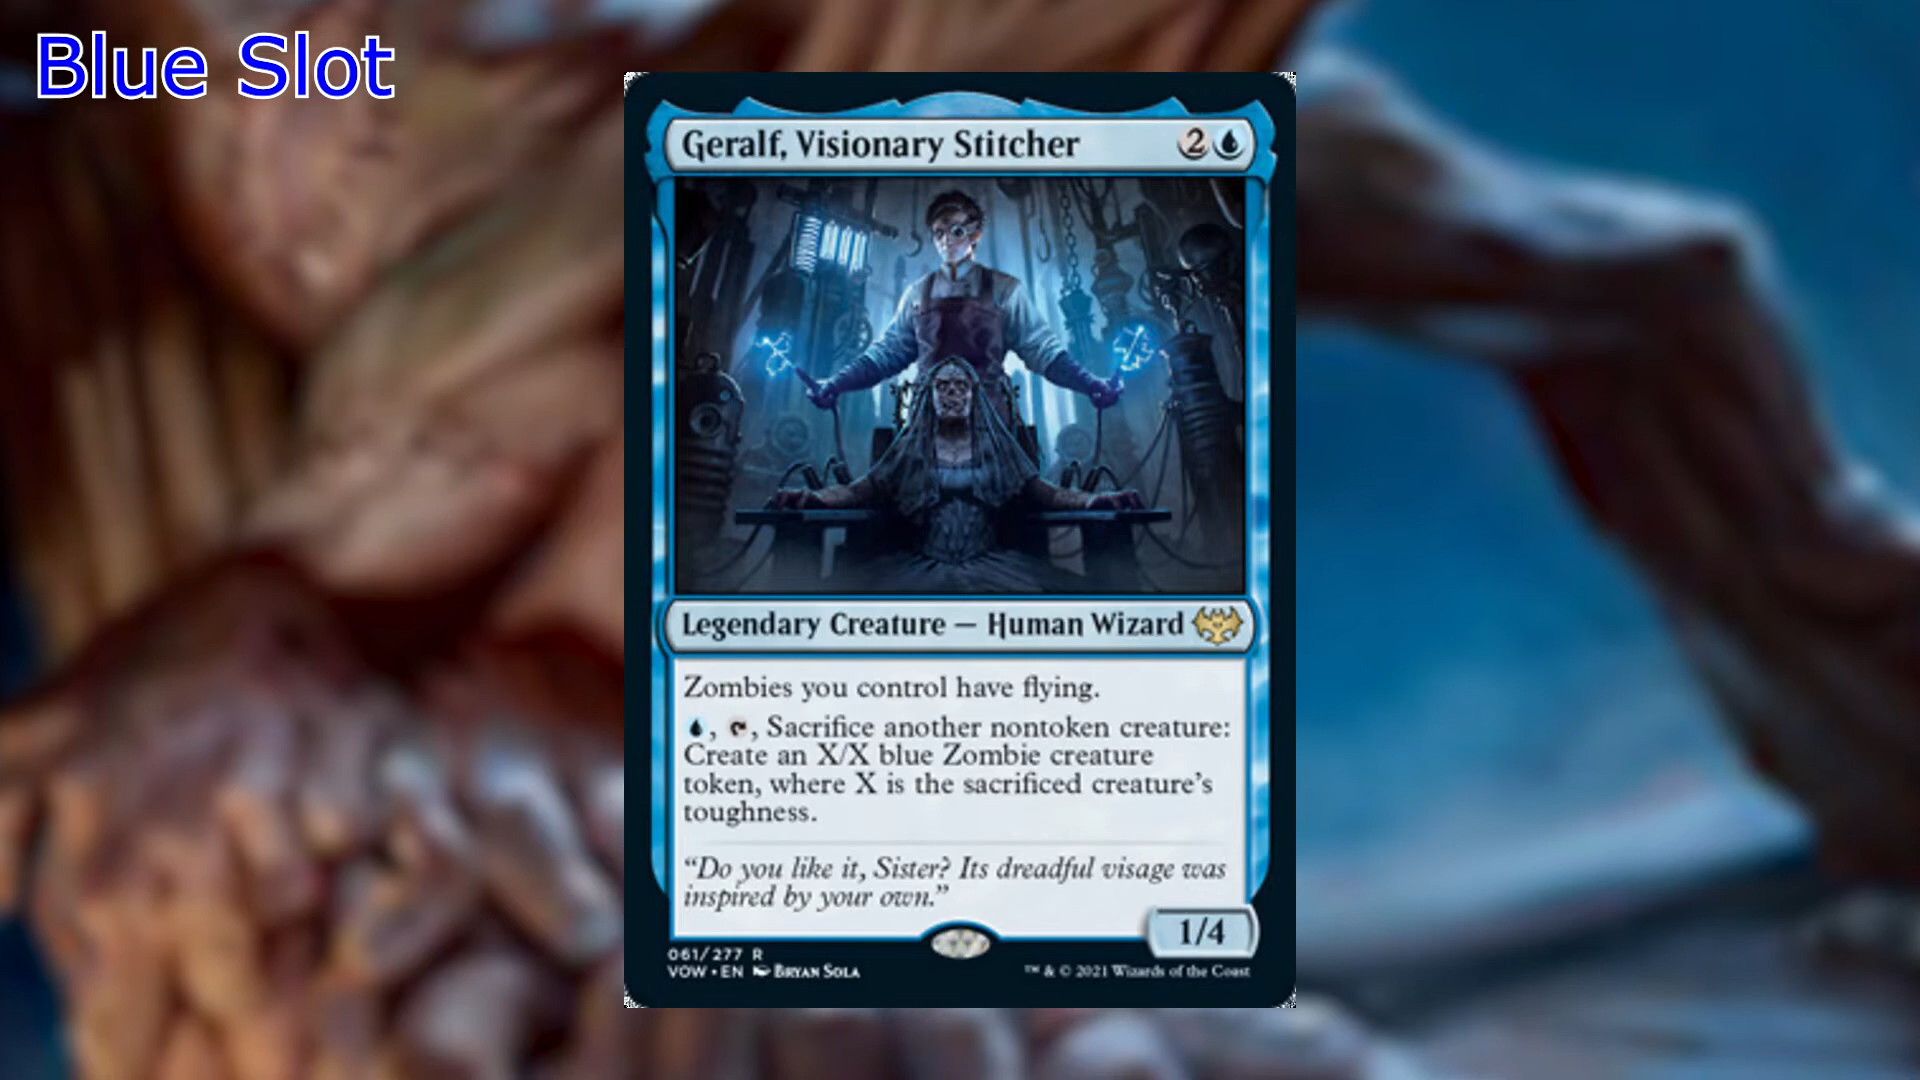 Blue Slot
Geralf, Visionary Stitcher 2
Legendary Creature — Human Wizard
Zombies you control have flying.
, , Sacrifice another nontoken creature:
Create an X/X blue Zombie creature
token, where X is the sacrificed creature's
toughness.
“Do you like it, Sister? Its dreadful visage was
inspired by your own.”
1/4
061/277 R
VOW • EN Bryan Sola
™ & © 2021 Wizards of the Coast